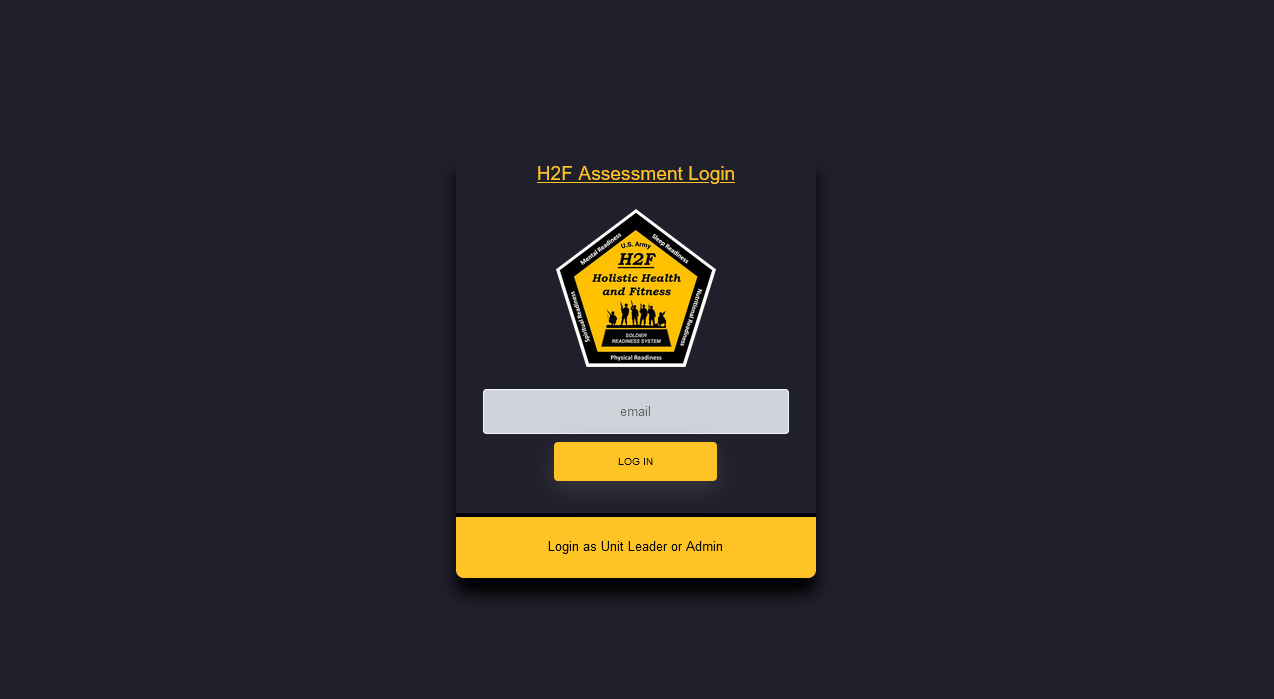 H2F Assessment Login
Mental Readiness
Sleep Readiness
U.S. Army
H2F
Holistic Health
and Fitness
Spiritual Readiness
Nutritional Readiness
SOLDIER
READINESS SYSTEM
Physical Readiness
email
LOG IN
Login as Unit Leader or Admin